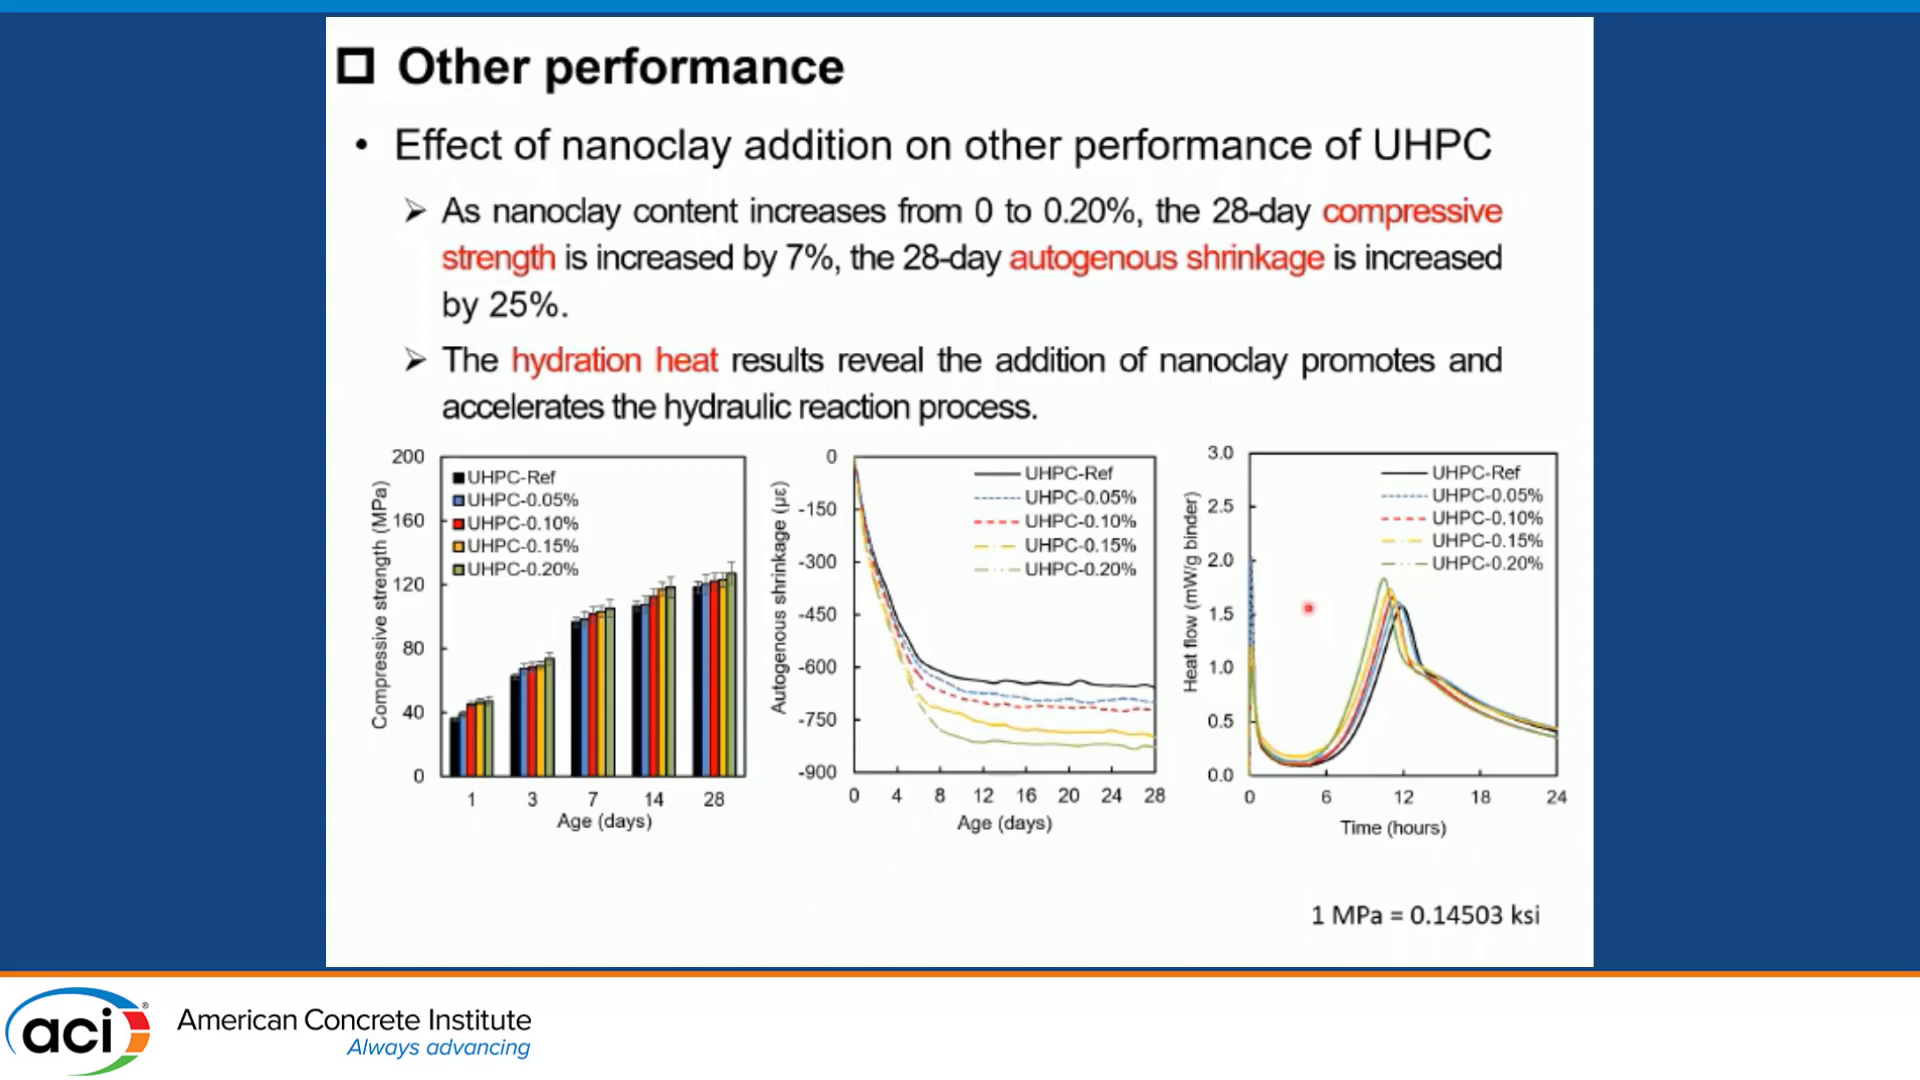 Other performance
• Effect of nanoclay addition on other performance of UHPC
➢ As nanoclay content increases from 0 to 0.20%, the 28-day compressive
strength is increased by 7%, the 28-day autogenous shrinkage is increased
by 25%.
➢ The hydration heat results reveal the addition of nanoclay promotes and
accelerates the hydraulic reaction process.
Compressive strength (MPa)
200
160
120
80
40
0
UHPC-Ref
UHPC-0.05%
UHPC-0.10%
UHPC-0.15%
UHPC-0.20%
1 3 7 14 28
Age (days)
Autogenous shrinkage (με)
0
-150
-300
-450
-600
-750
-900
UHPC-Ref
UHPC-0.05%
UHPC-0.10%
UHPC-0.15%
UHPC-0.20%
0 4 8 12 16 20 24 28
Age (days)
Heat flow (mW/g binder)
3.0
2.5
2.0
1.5
1.0
0.5
0.0
UHPC-Ref
UHPC-0.05%
UHPC-0.10%
UHPC-0.15%
UHPC-0.20%
0 6 12 18 24
Time (hours)
1 MPa = 0.14503 ksi
aci®
American Concrete Institute
Always advancing